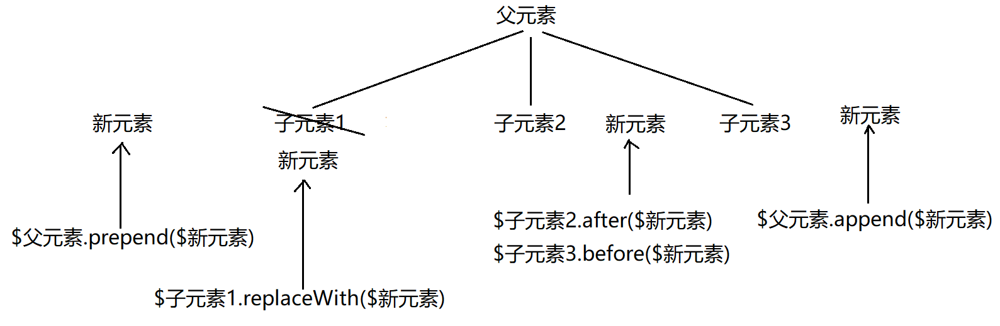 父元素
新元素
子元素1
子元素2
新元素
子元素3
新元素
新元素
$父元素.prepend($新元素)
$子元素2.after($新元素)
$父元素.append($新元素)
$子元素3.before($新元素)
$子元素1.replaceWith($新元素)